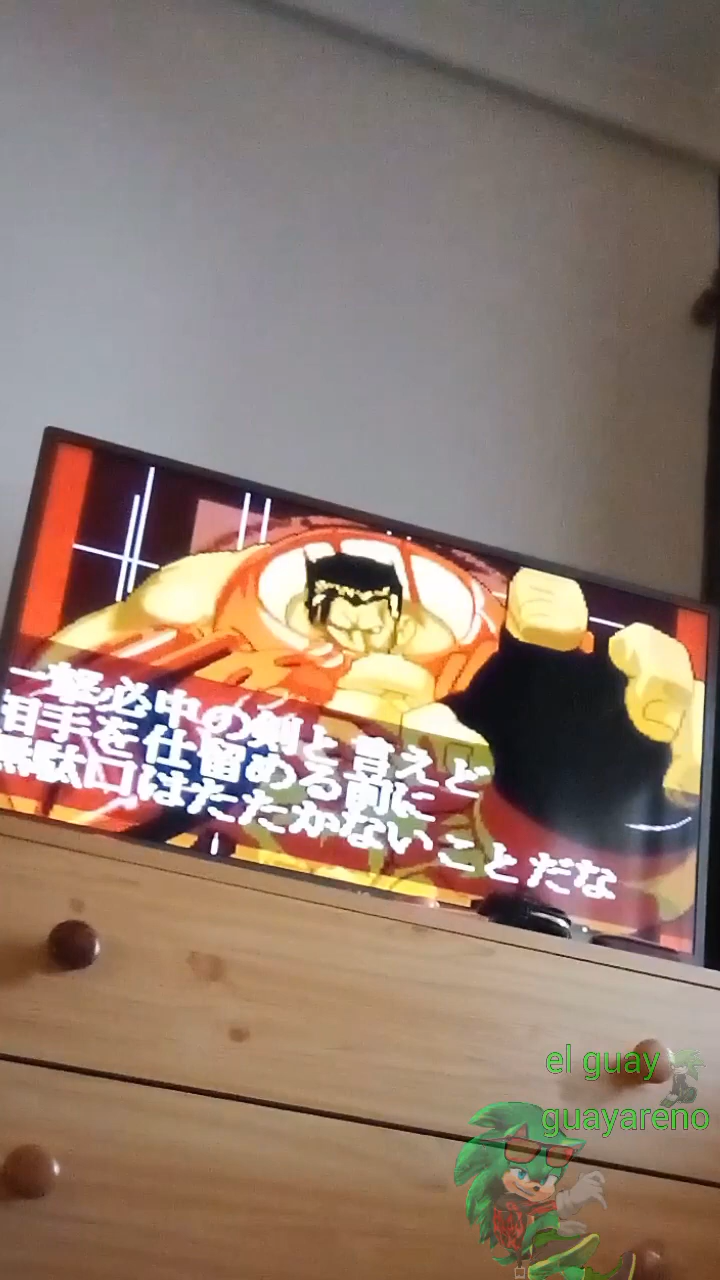 一撃必中の剣と言えど
相手を仕留める前に
無駄口はたたかないことだな
el guay
guayareno